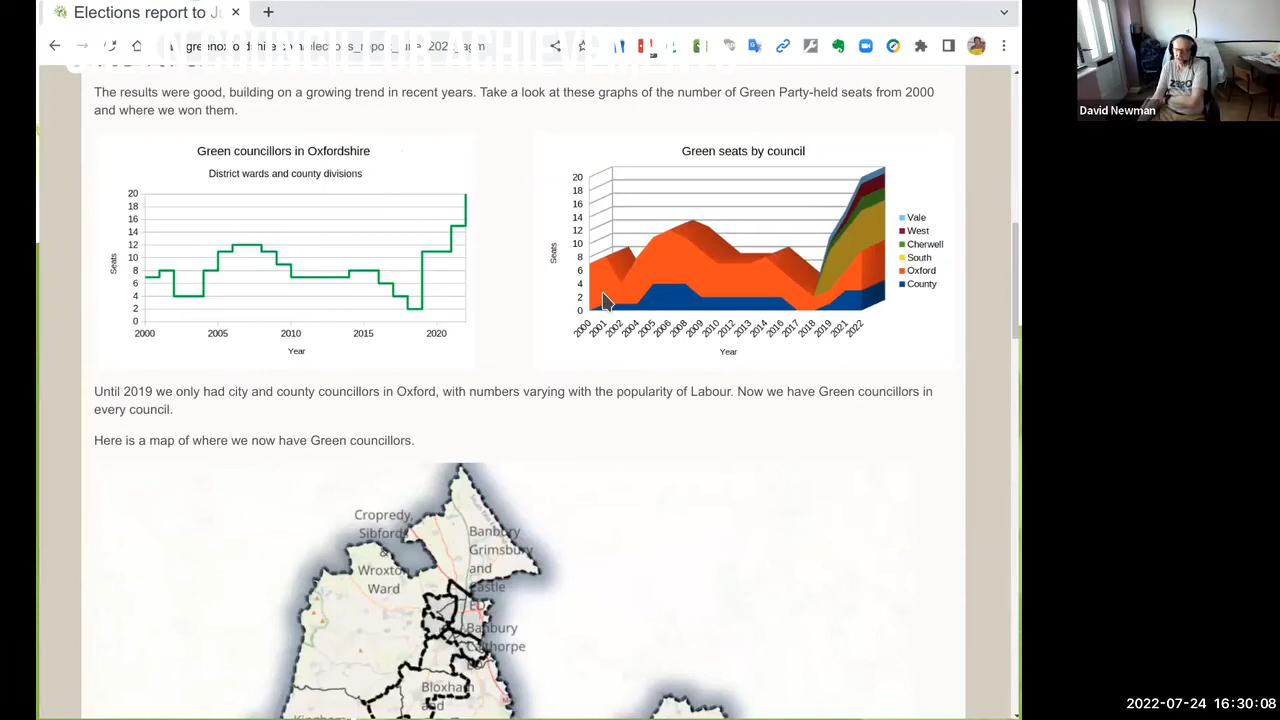 Elections report to Ju
David Newman
The results were good, building on a growing trend in recent years. Take a look at these graphs of the number of Green Party-held seats from 2000
and where we won them.
Green councillors in Oxfordshire
District wards and county divisions
20
18
16
14
12
10
8
6
4
2
0
Seats
2000 2005 2010 2015 2020
Year
Green seats by council
20
18
16
14
12
10
8
6
4
2
0
Seats
2000 2001 2002 2004 2005 2006 2008 2009 2010 2012 2013 2014 2016 2017 2018 2019 2021 2022
Year
Vale
West
Cherwell
South
Oxford
County
Until 2019 we only had city and county councillors in Oxford, with numbers varying with the popularity of Labour. Now we have Green councillors in
every council.
Here is a map of where we now have Green councillors.
Cropredy,
Sibfords
&
Wroxton
Ward
Banbury
Grimsbury
and
Castle
ED
Banbury
Calthorpe
ED
Bloxham
and
2022-07-24 16:30:08